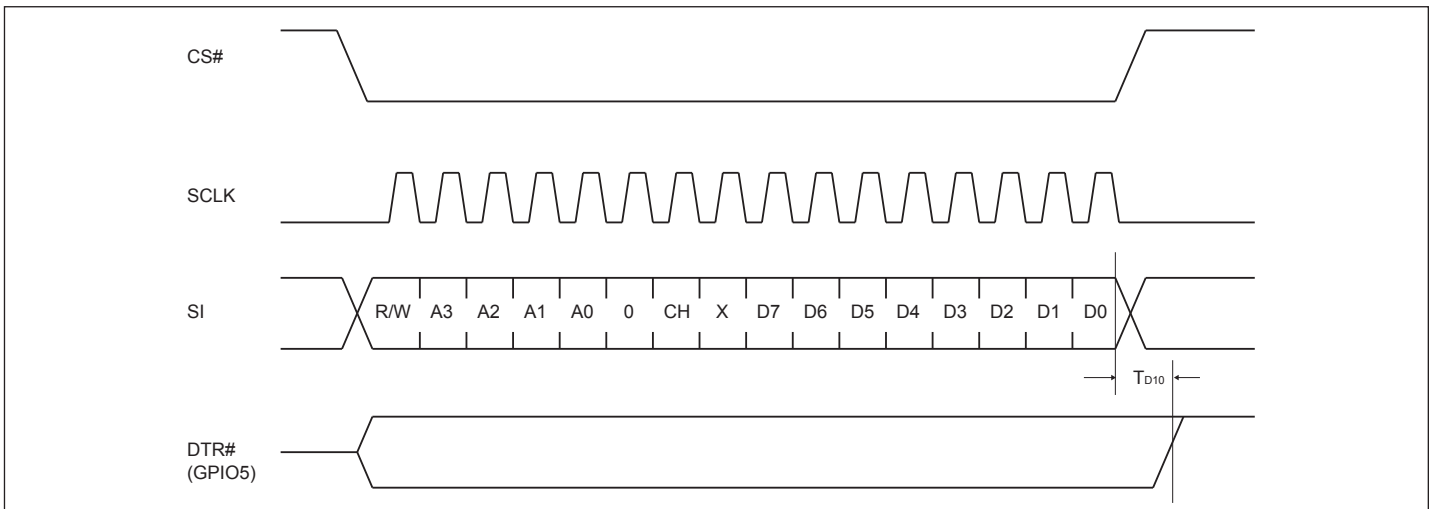 CS#
SCLK
SI
R/W A3 A2 A1 A0 0 CH X D7 D6 D5 D4 D3 D2 D1 D0
TD10
DTR#
(GPIO5)